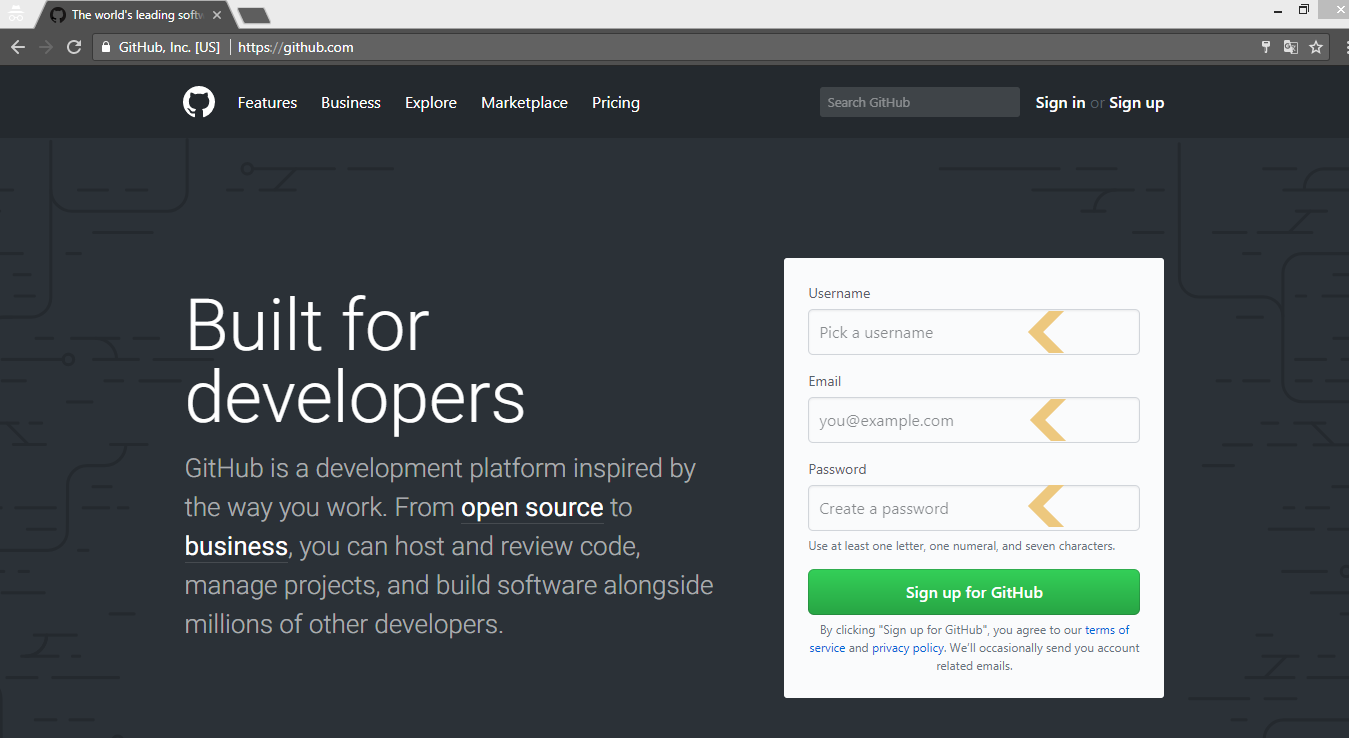 The world's leading softw
GitHub, Inc. [US] https://github.com
Features Business Explore Marketplace Pricing Search GitHub Sign in or Sign up
Built for
developers
GitHub is a development platform inspired by
the way you work. From open source to
business, you can host and review code,
manage projects, and build software alongside
millions of other developers.
Username
Pick a username
Email
you@example.com
Password
Create a password
Use at least one letter, one numeral, and seven characters.
Sign up for GitHub
By clicking "Sign up for GitHub", you agree to our terms of
service and privacy policy. We'll occasionally send you account
related emails.